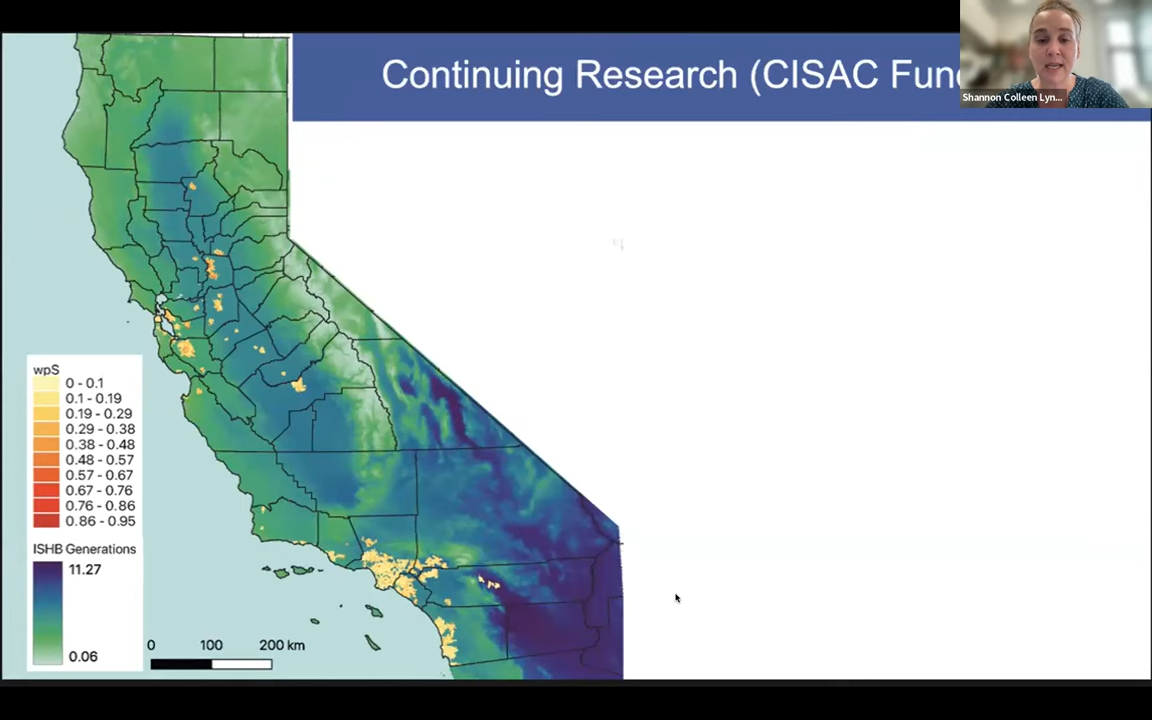 Continuing Research (CISAC Fun
Shannon Colleen Lyn...
wpS
0 - 0.1
0.1 - 0.19
0.19 - 0.29
0.29 - 0.38
0.38 - 0.48
0.48 - 0.57
0.57 - 0.67
0.67 - 0.76
0.76 - 0.86
0.86 - 0.95
ISHB Generations
11.27
0.06
0 100 200 km